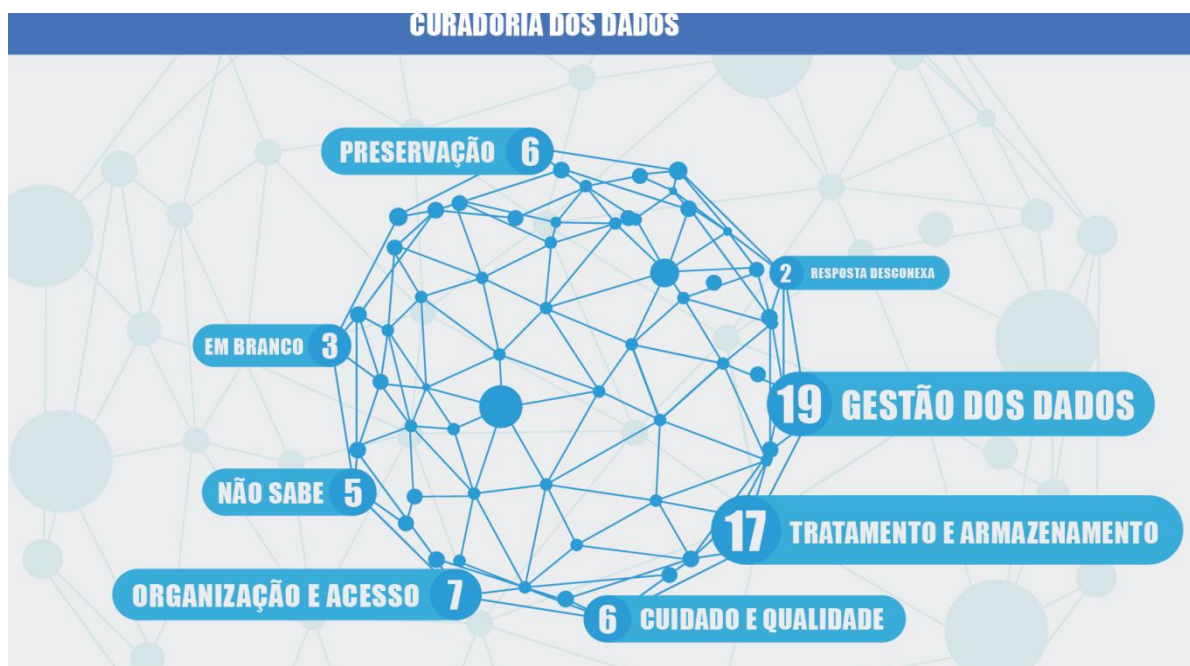 CURADORIA DOS DADOS
PRESERVAÇÃO 6
2 RESPOSTA DESCONEXA
EM BRANCO 3
19 GESTÃO DOS DADOS
NÃO SABE 5
17 TRATAMENTO E ARMAZENAMENTO
ORGANIZAÇÃO E ACESSO 7
6 CUIDADO E QUALIDADE